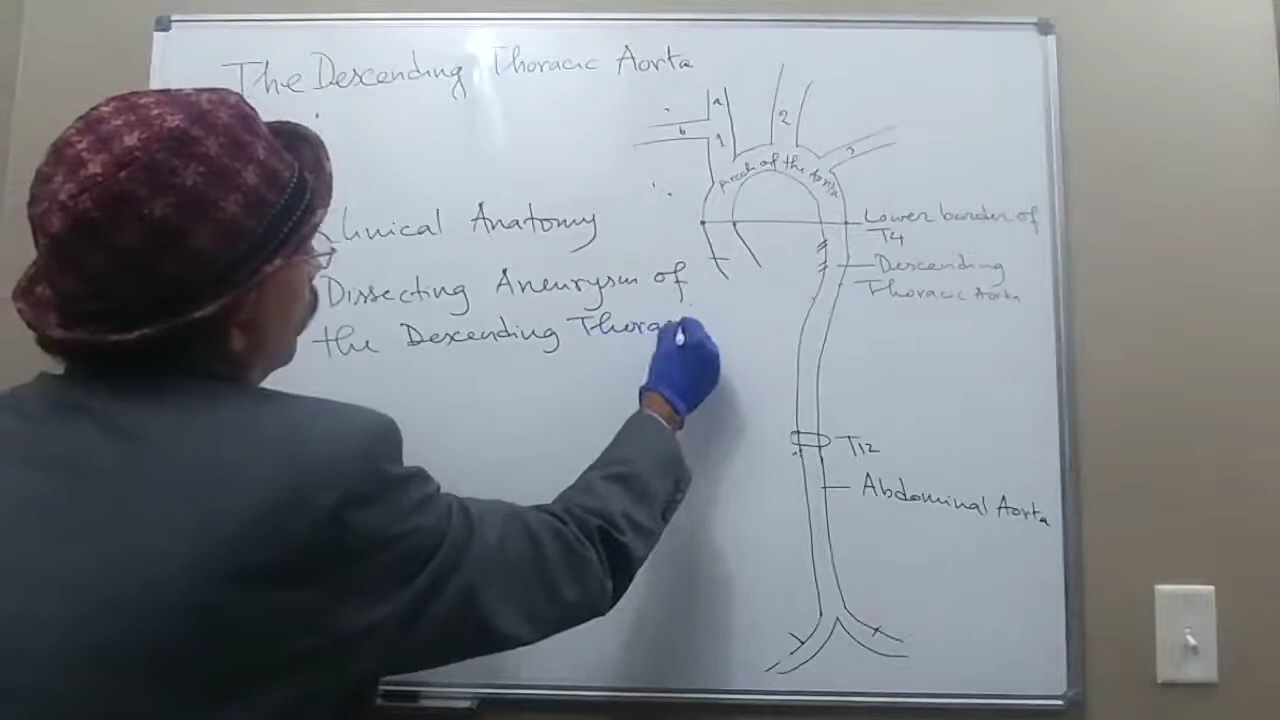 The Descending Thoracic Aorta
linical Anatomy
Dissecting Aneurysm of
the Descending Thorac
a
b
1
2
3
Arech of the Aorta
Lower border of
T4
Descending
Thoracic Aorta
T12
Abdominal Aorta